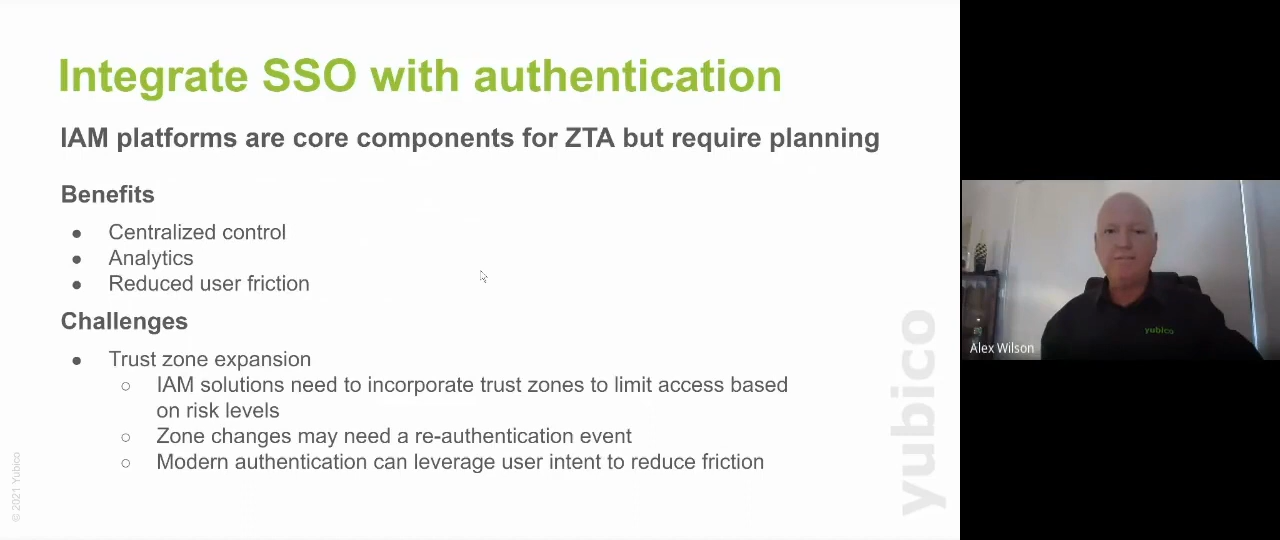 Integrate SSO with authentication
IAM platforms are core components for ZTA but require planning
Benefits
● Centralized control
● Analytics
● Reduced user friction
Challenges
● Trust zone expansion
○ IAM solutions need to incorporate trust zones to limit access based
on risk levels
○ Zone changes may need a re-authentication event
○ Modern authentication can leverage user intent to reduce friction
© 2021 Yubico
yubico
yubico
Alex Wilson